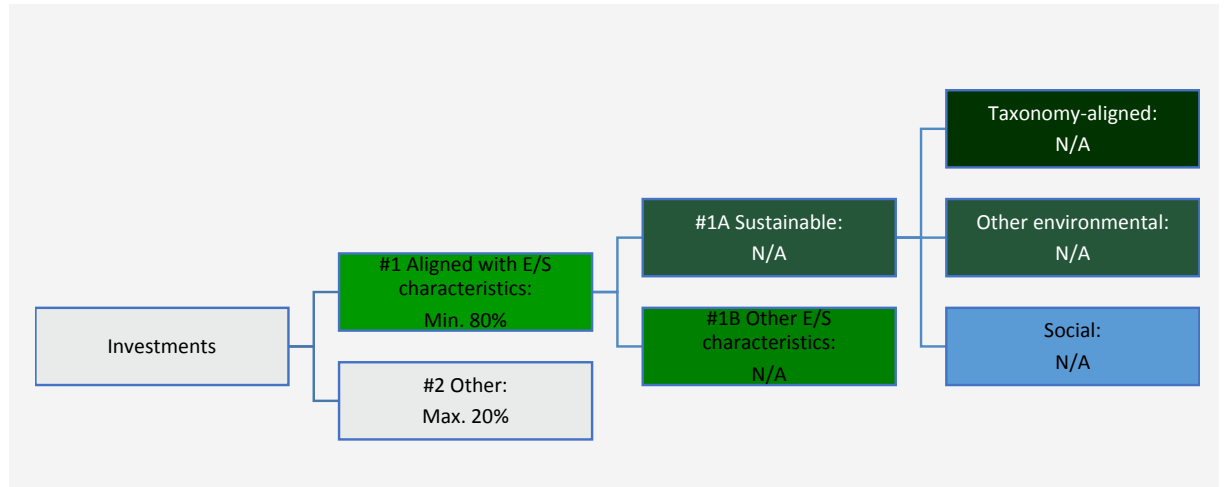 Investments
#1 Aligned with E/S
characteristics:
Min. 80%
#2 Other:
Max. 20%
#1A Sustainable:
N/A
#1B Other E/S
characteristics:
N/A
Taxonomy-aligned:
N/A
Other environmental:
N/A
Social:
N/A